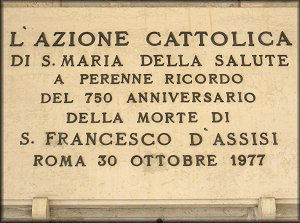 L'AZIONE CATTOLICA
DI S. MARIA DELLA SALUTE
A PERENNE RICORDO
DEL 750 ANNIVERSARIO
DELLA MORTE DI
S. FRANCESCO D'ASSISI
ROMA 30 OTTOBRE 1977